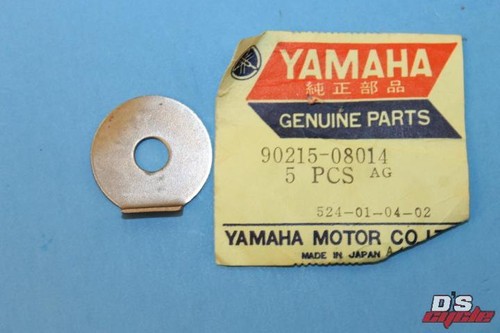 YAMAHA
純正部品
GENUINE PARTS
90215-08014
5 PCS AG
524-01-04-02
YAMAHA MOTOR CO.
MADE IN JAPAN A
D'S
cycle